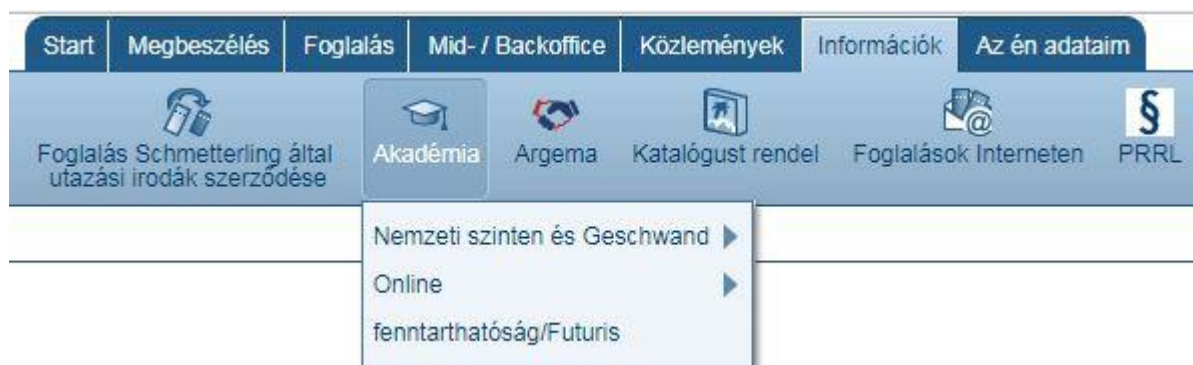 Start Megbeszélés Foglalás Mid- / Backoffice Közlemények Információk Az én adataim
§
Foglalás Schmetterling által
utazási irodák szerződése
Akadémia Argema Katalógust rendel Foglalások Interneten PRRL
Nemzeti szinten és Geschwand
Online
fenntarthatóság/Futuris